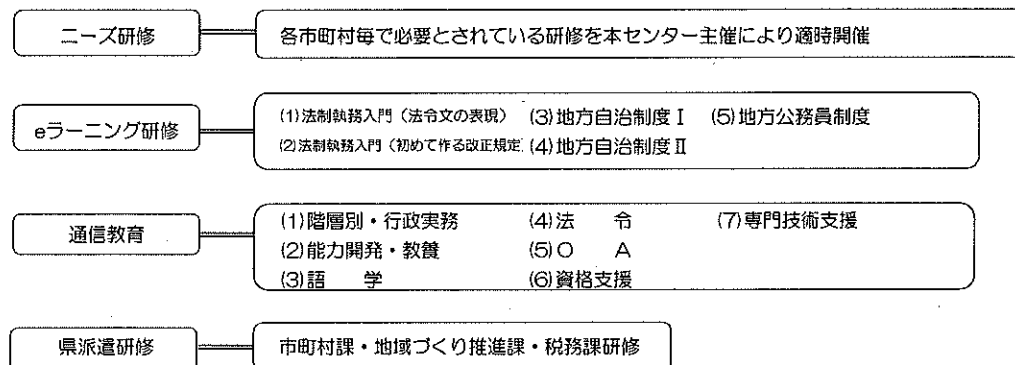 ニーズ研修
各市町村毎で必要とされている研修を本センター主催により適時開催
eラーニング研修
(1)法制執務入門（法令文の表現） (3)地方自治制度Ⅰ (5)地方公務員制度
(2)法制執務入門（初めて作る改正規定 (4)地方自治制度Ⅱ
通信教育
(1)階層別・行政実務 (4)法　　令 (7)専門技術支援
(2)能力開発・教養 (5)O　　A
(3)語　　学 (6)資格支援
県派遣研修
市町村課・地域づくり推進課・税務課研修